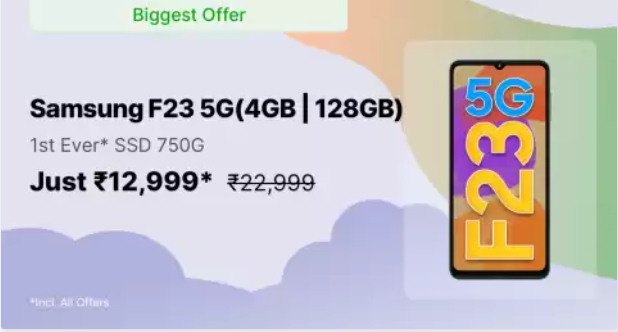 Biggest Offer
Samsung F23 5G(4GB | 128GB)
1st Ever* SSD 750G
Just ₹12,999* ₹22,999
*Incl. All Offers
5G
F23